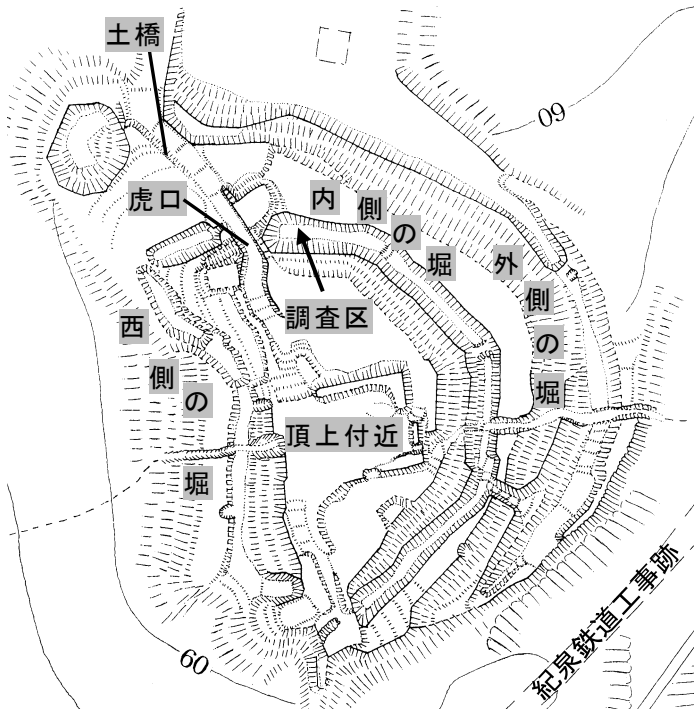 土橋
60
虎口
内側の堀
外側の堀
調査区
西側の堀
頂上付近
紀泉鉄道工事跡
60